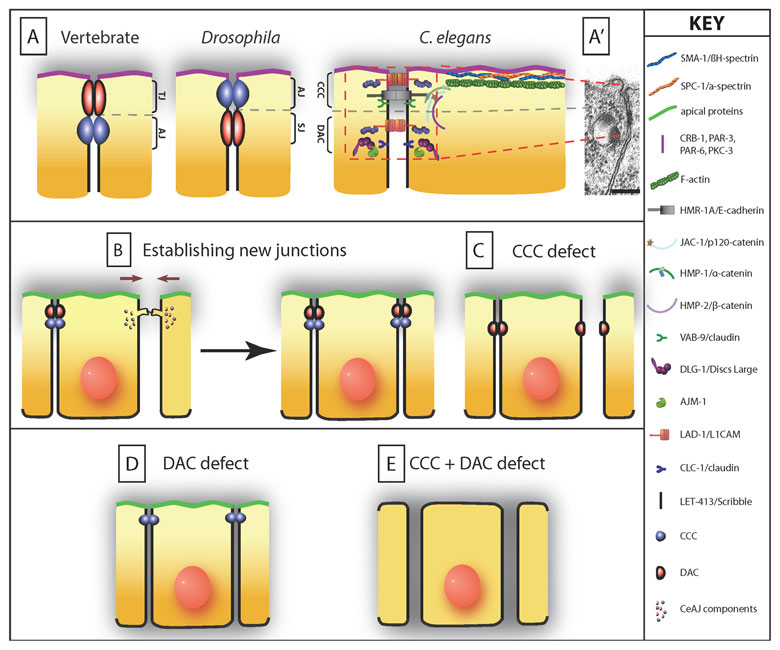 A
Vertebrate
Drosophila
C. elegans
A'
TJ
AJ
AJ
SJ
CCC
DAC
B
Establishing new junctions
C
CCC defect
D
DAC defect
E
CCC + DAC defect
KEY
SMA-1/ßH-spectrin
SPC-1/a-spectrin
apical proteins
CRB-1, PAR-3,
PAR-6, PKC-3
F-actin
HMR-1A/E-cadherin
JAC-1/p120-catenin
HMP-1/α-catenin
HMP-2/β-catenin
VAB-9/claudin
DLG-1/Discs Large
AJM-1
LAD-1/L1CAM
CLC-1/claudin
LET-413/Scribble
CCC
DAC
CeAJ components